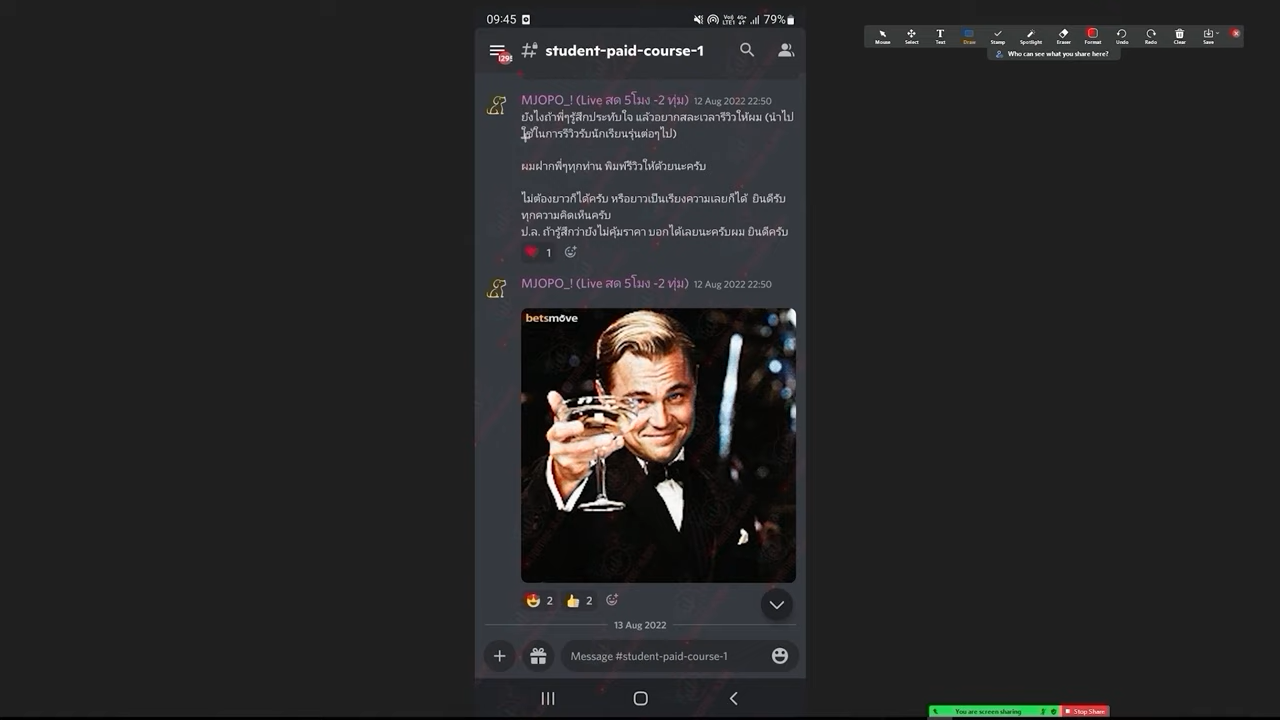 09:45
79%
student-paid-course-1
Mouse
Select
Text
Draw
Stamp
Spotlight
Eraser
Format
Undo
Redo
Clear
Save
Who can see what you share here?
MJOPO_! (Live สด 5โมง -2 ทุ่ม) 12 Aug 2022 22:50
ยังไงถ้าพี่ๆรู้สึกประทับใจ แล้วอยากสละเวลารีวิวให้ผม (นำไป
ใช้ในการรีวิวรับนักเรียนรุ่นต่อๆไป)
ผมฝากพี่ๆทุกท่าน พิมพ์รีวิวให้ด้วยนะครับ
ไม่ต้องยาวก็ได้ครับ หรือยาวเป็นเรียงความเลยก็ได้ ยินดีรับ
ทุกความคิดเห็นครับ
ป.ล. ถ้ารู้สึกว่ายังไม่คุ้มราคา บอกได้เลยนะครับผม ยินดีครับ
1
MJOPO_! (Live สด 5โมง -2 ทุ่ม) 12 Aug 2022 22:50
betsmove
2
2
13 Aug 2022
Message #student-paid-course-1
You are screen sharing
Stop Share